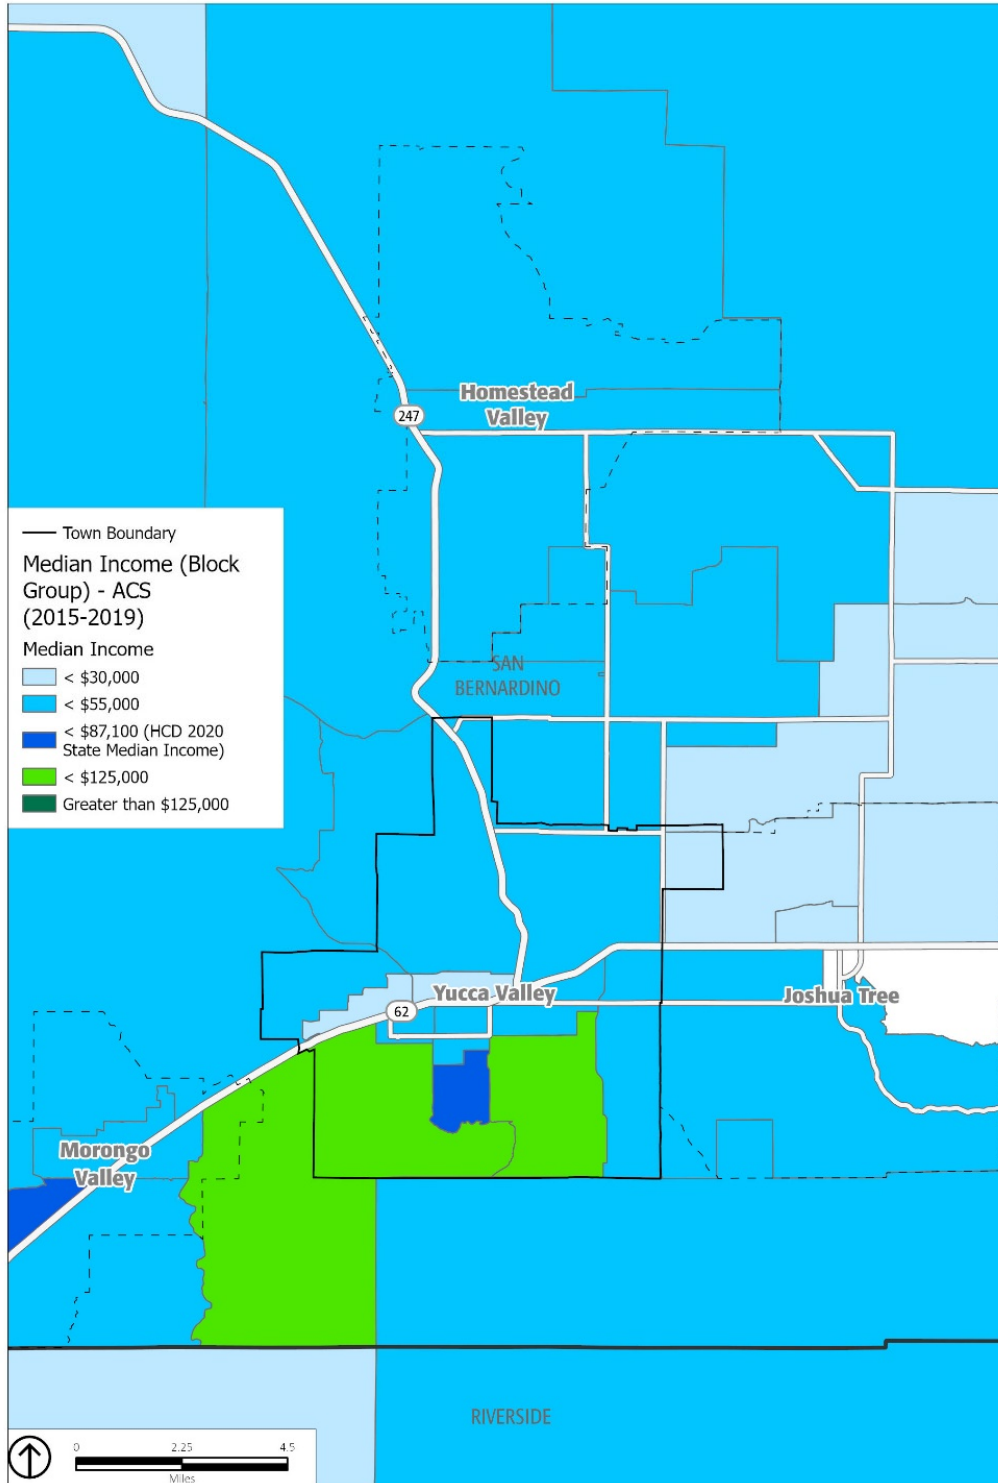 Homestead
Valley
247
Town Boundary
Median Income (Block
Group) - ACS
(2015-2019)
Median Income
< $30,000
< $55,000
< $87,100 (HCD 2020
State Median Income)
< $125,000
Greater than $125,000
SAN
BERNARDINO
Yucca Valley
Joshua Tree
62
Morongo
Valley
RIVERSIDE
0 2.25 4.5
Miles